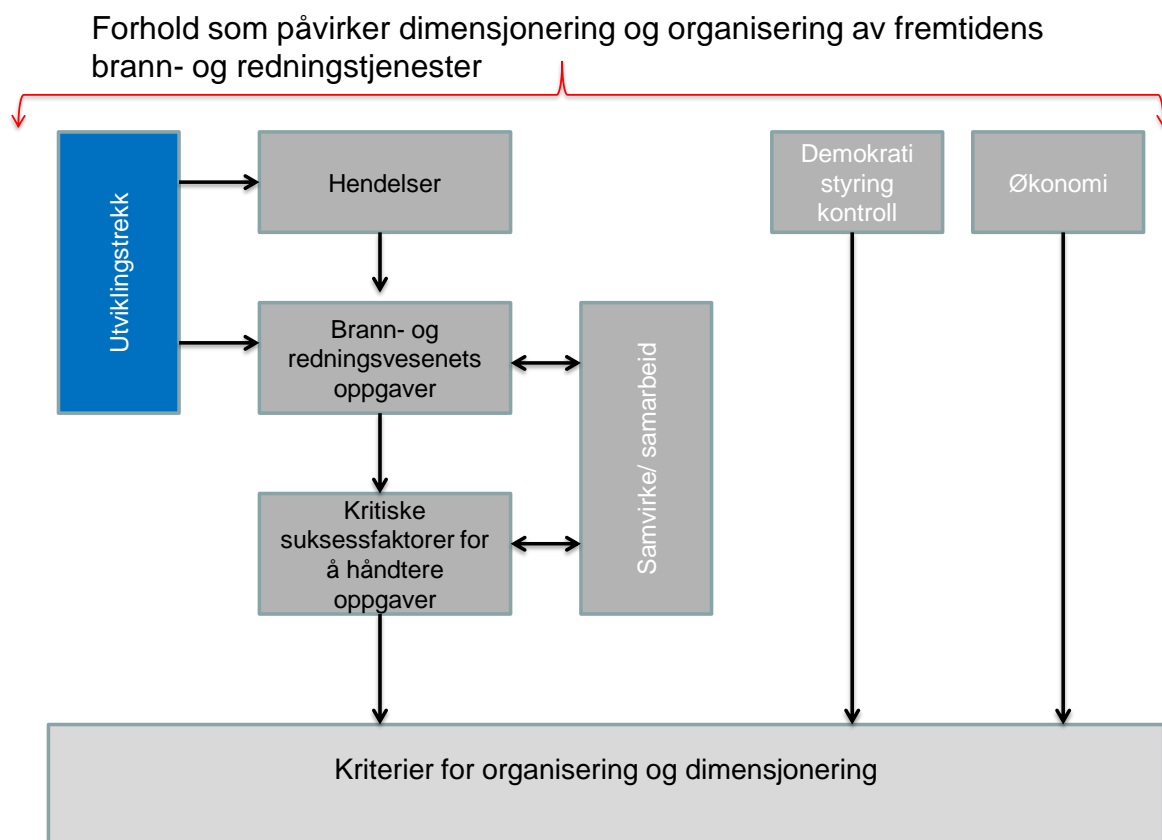 Forhold som påvirker dimensjonering og organisering av fremtidens
brann- og redningstjenester
Utviklingstrekk
Hendelser
Demokrati
styring
kontroll
Økonomi
Brann- og
redningsvesenets
oppgaver
Samvirke/ samarbeid
Kritiske
suksessfaktorer for
å håndtere
oppgaver
Kriterier for organisering og dimensjonering